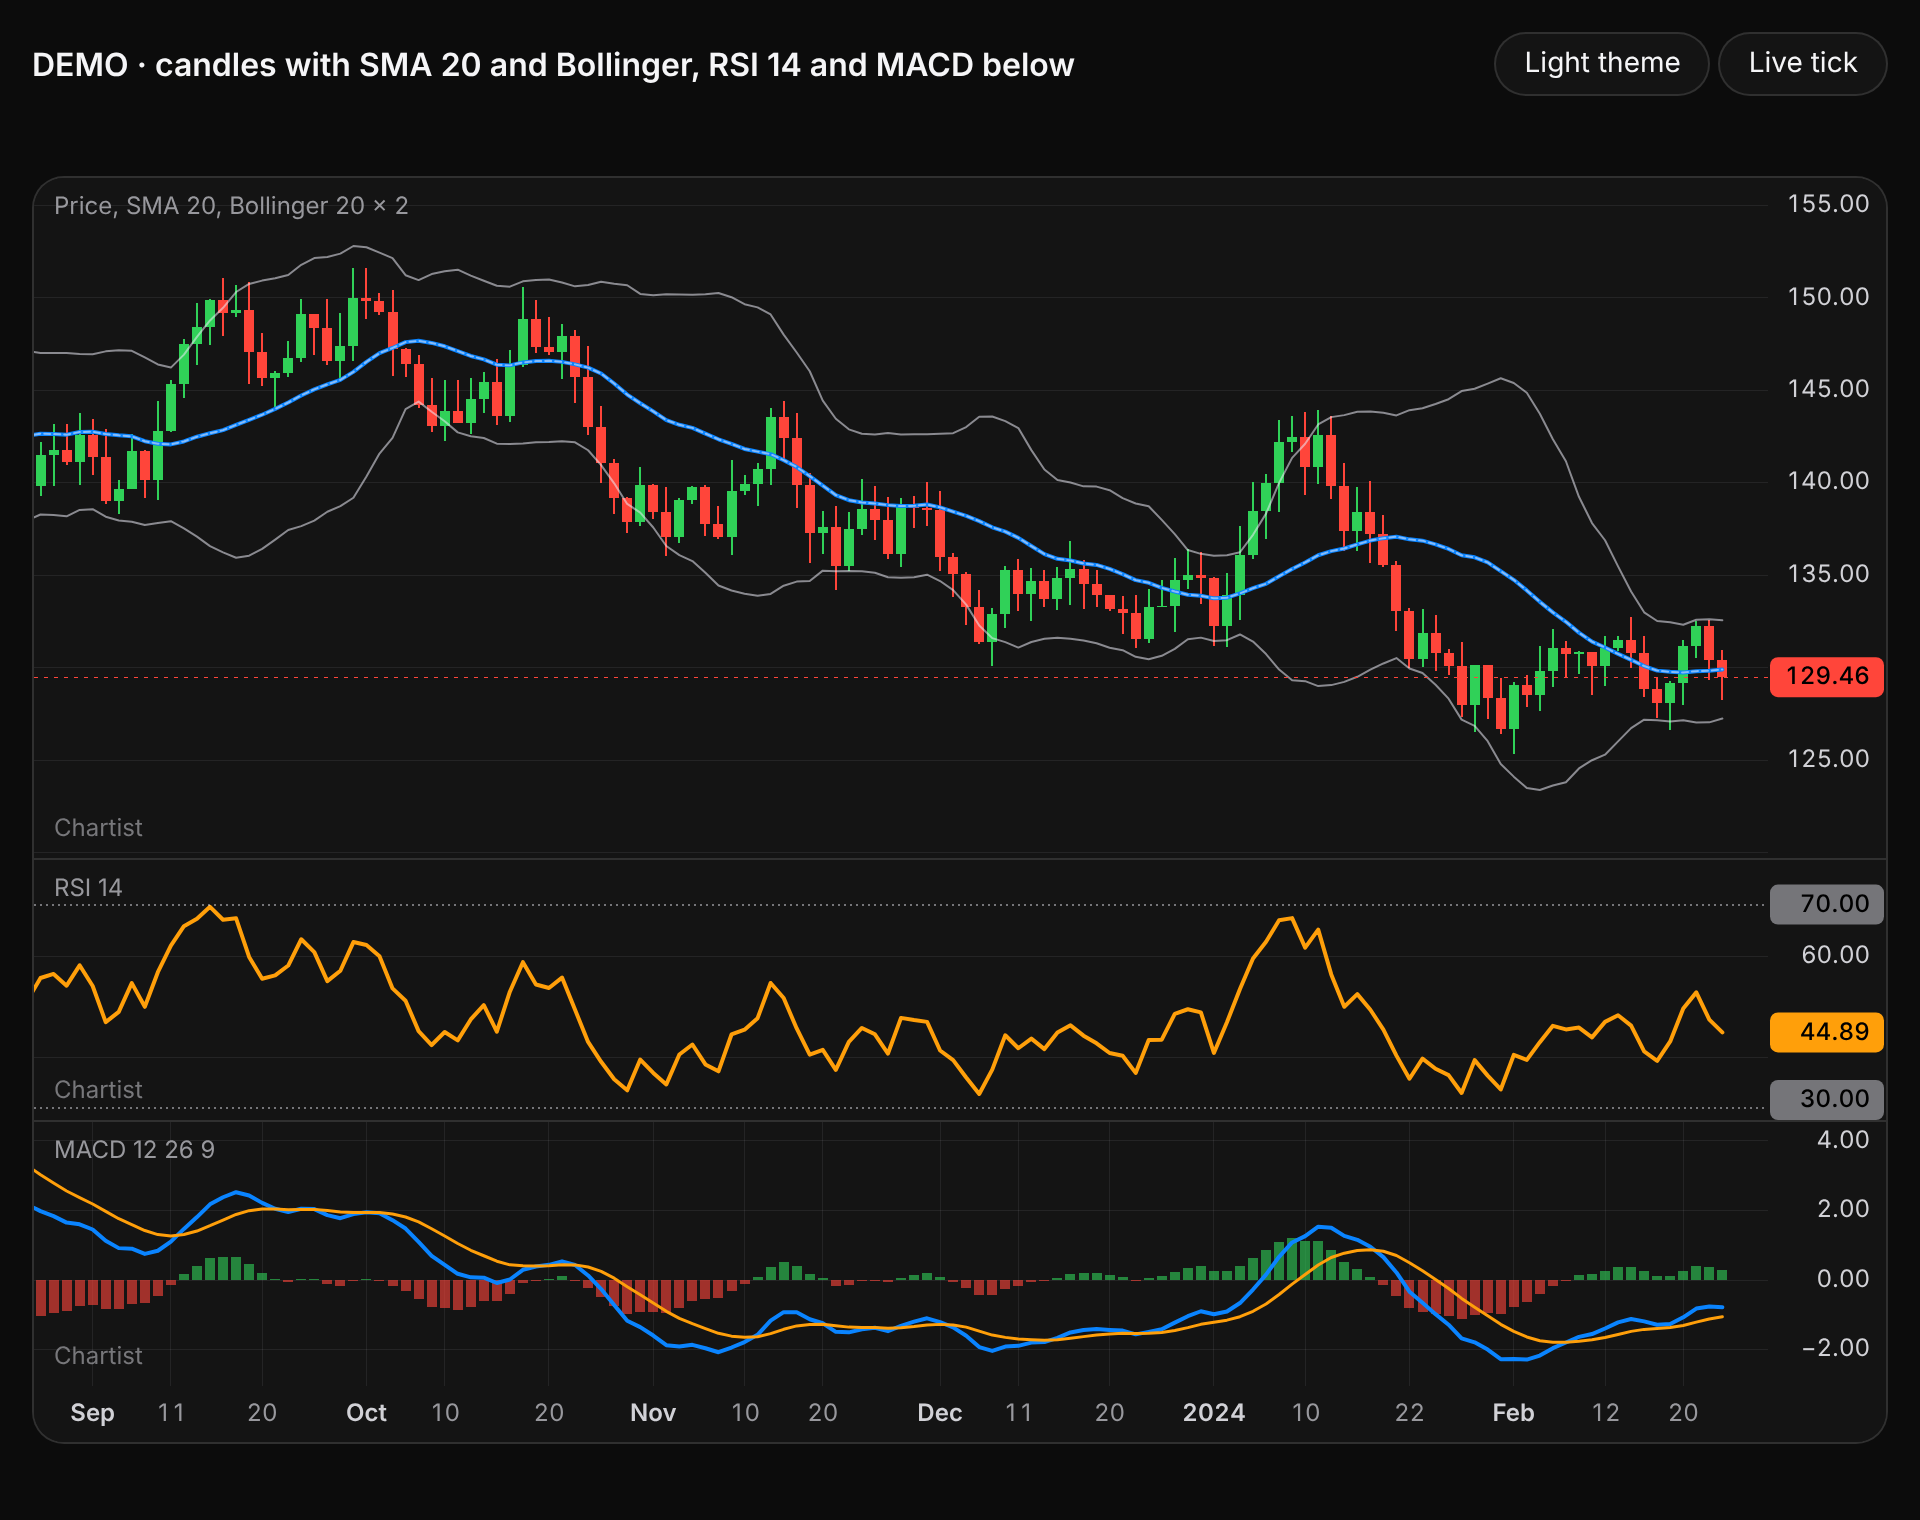 DEMO · candles with SMA 20 and Bollinger, RSI 14 and MACD below
Light theme
Live tick
Price, SMA 20, Bollinger 20 × 2
155.00
150.00
145.00
140.00
135.00
129.46
125.00
Chartist
RSI 14
70.00
60.00
44.89
Chartist
30.00
MACD 12 26 9
4.00
2.00
0.00
−2.00
Chartist
Sep 11 20 Oct 10 20 Nov 10 20 Dec 11 20 2024 10 22 Feb 12 20